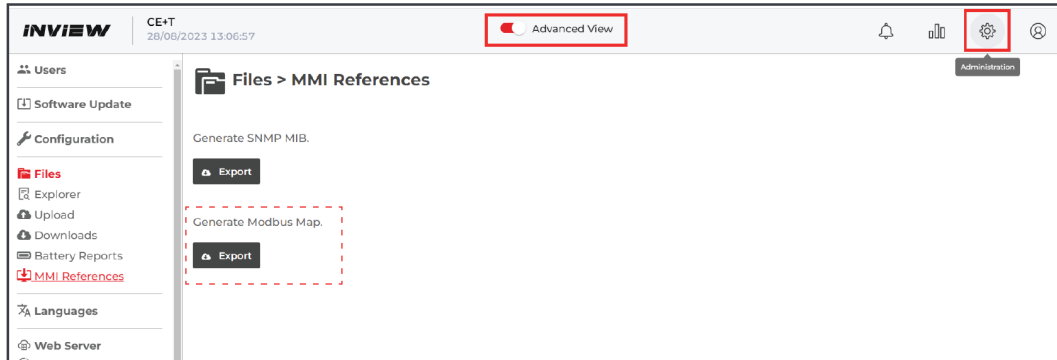 iNViEW
CE+T
28/08/2023 13:06:57
Advanced View
Administration
Users
Software Update
Configuration
Files
Explorer
Upload
Downloads
Battery Reports
MMI References
Languages
Web Server
Files > MMI References
Generate SNMP MIB.
Export
Generate Modbus Map.
Export